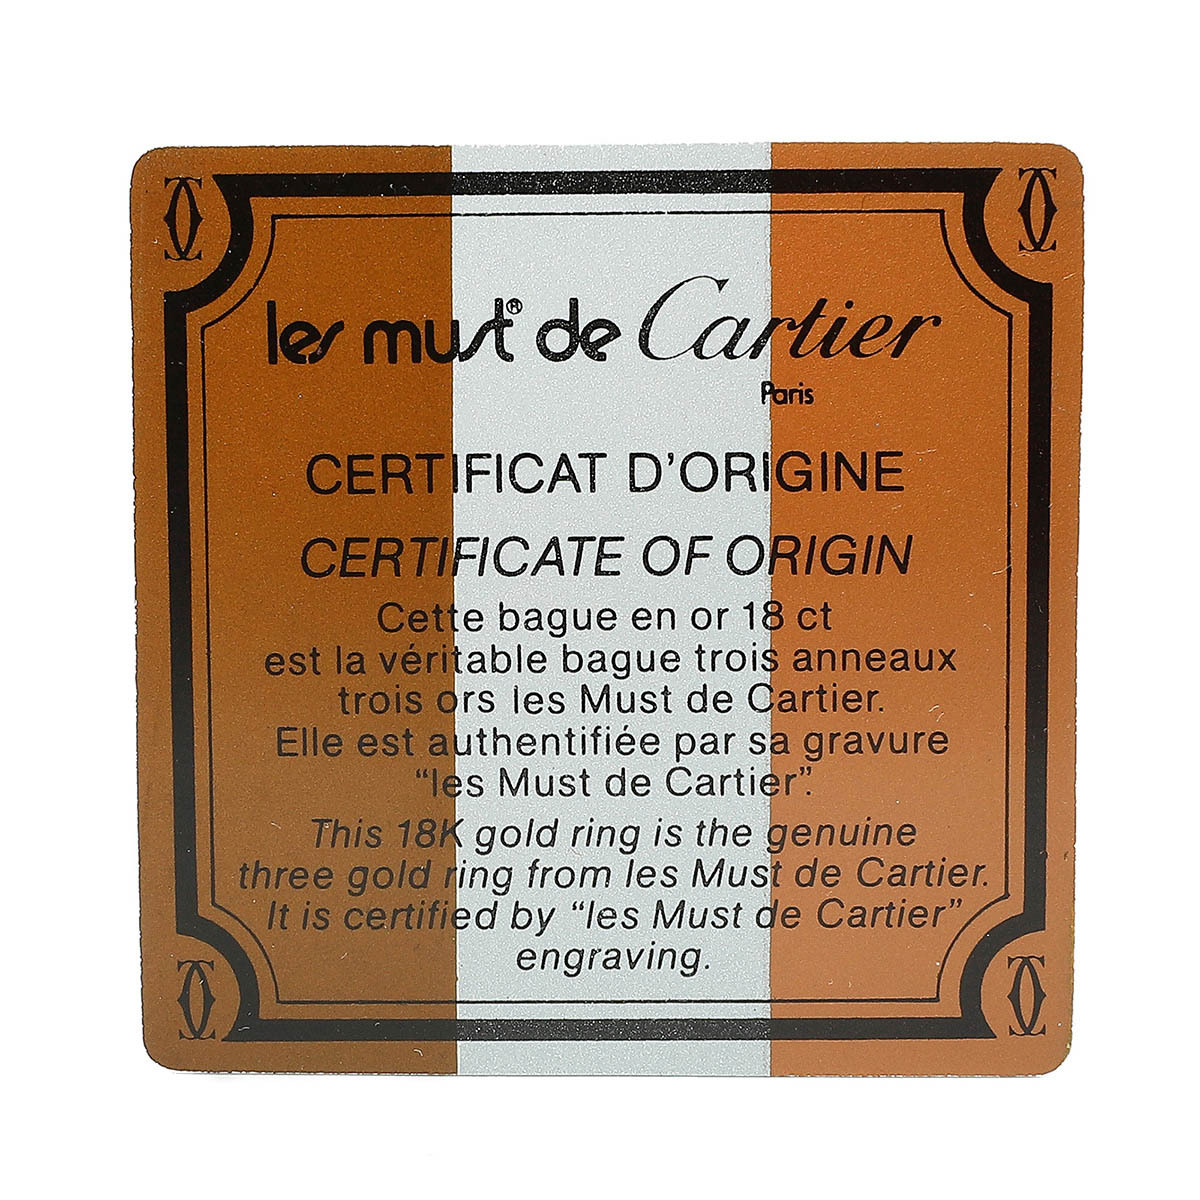 les must® de Cartier
Paris
CERTIFICAT D'ORIGINE
CERTIFICATE OF ORIGIN
Cette bague en or 18 ct
est la véritable bague trois anneaux
trois ors les Must de Cartier.
Elle est authentifiée par sa gravure
“les Must de Cartier”.
This 18K gold ring is the genuine
three gold ring from les Must de Cartier.
It is certified by “les Must de Cartier”
engraving.